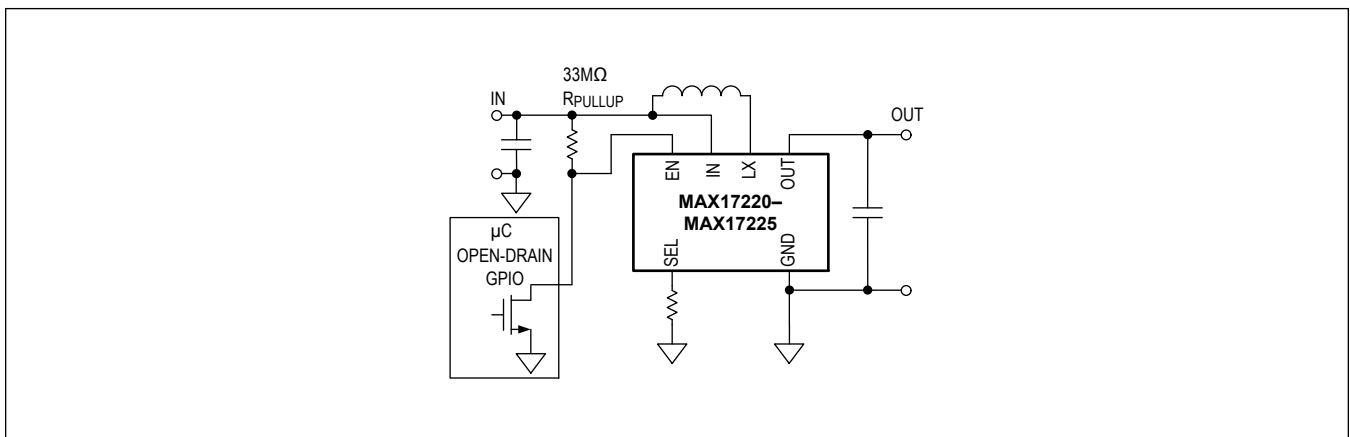 33MΩ
RPULLUP
IN
OUT
EN
IN
LX
OUT
MAX17220–
MAX17225
SEL
GND
µC
OPEN-DRAIN
GPIO